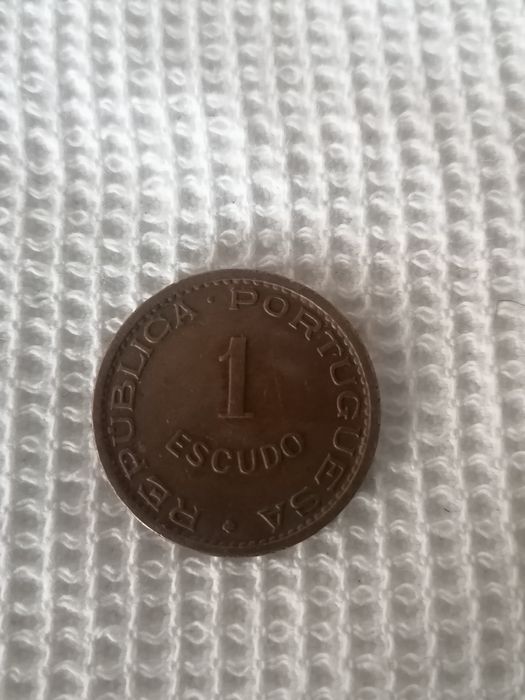 REPUBLICA · PORTUGUESA
1
ESCUDO